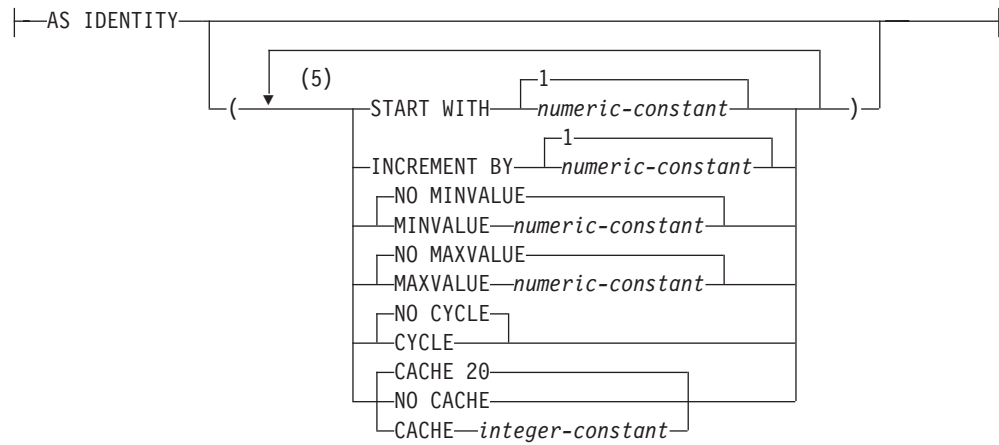 AS IDENTITY
(5)
1
( START WITH numeric-constant )
1
INCREMENT BY numeric-constant
NO MINVALUE
MINVALUE numeric-constant
NO MAXVALUE
MAXVALUE numeric-constant
NO CYCLE
CYCLE
CACHE 20
NO CACHE
CACHE integer-constant